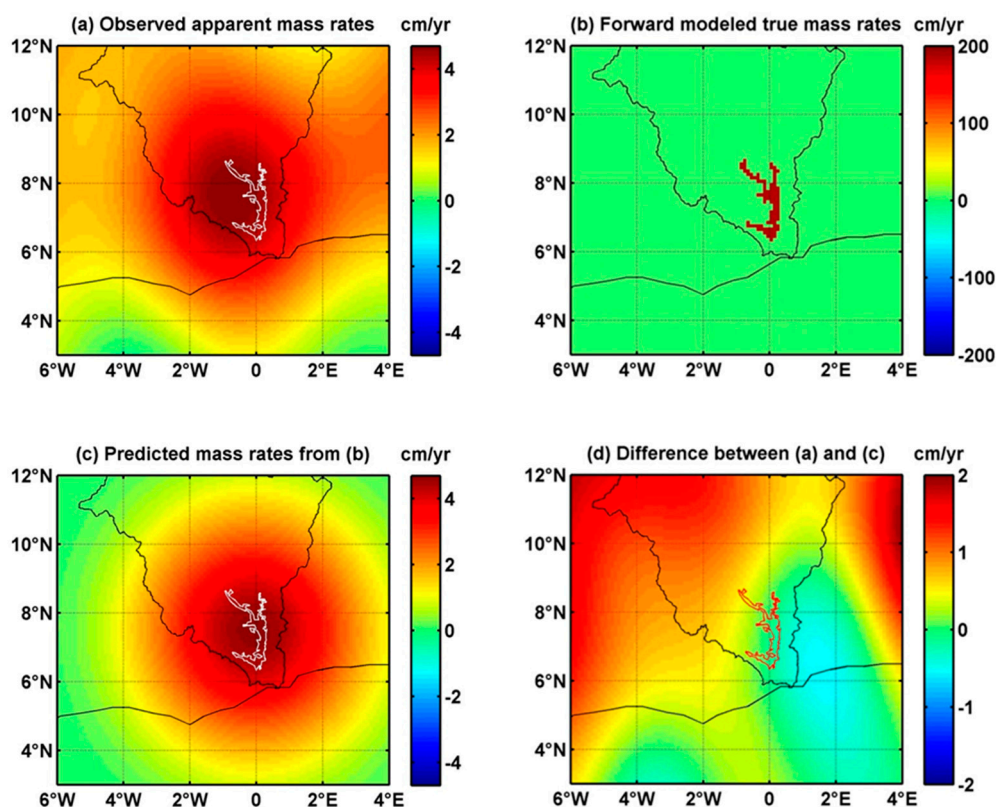 (a) Observed apparent mass rates cm/yr
12°N
10°N
8°N
6°N
4°N
6°W 4°W 2°W 0 2°E 4°E
4
2
0
-2
-4
(b) Forward modeled true mass rates cm/yr
12°N
10°N
8°N
6°N
4°N
6°W 4°W 2°W 0 2°E 4°E
200
100
0
-100
-200
(c) Predicted mass rates from (b) cm/yr
12°N
10°N
8°N
6°N
4°N
6°W 4°W 2°W 0 2°E 4°E
4
2
0
-2
-4
(d) Difference between (a) and (c) cm/yr
12°N
10°N
8°N
6°N
4°N
6°W 4°W 2°W 0 2°E 4°E
2
1
0
-1
-2